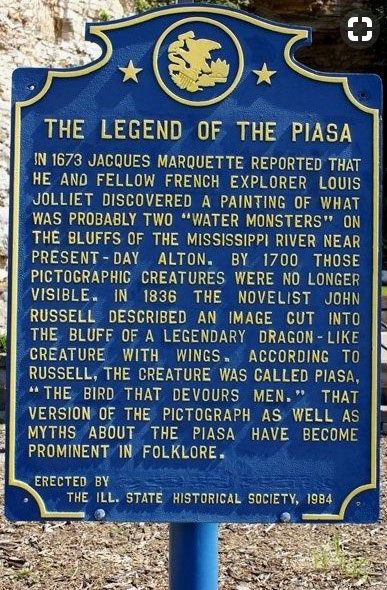 THE LEGEND OF THE PIASA
IN 1673 JACQUES MARQUETTE REPORTED THAT
HE AND FELLOW FRENCH EXPLORER LOUIS
JOLLIET DISCOVERED A PAINTING OF WHAT
WAS PROBABLY TWO "WATER MONSTERS" ON
THE BLUFFS OF THE MISSISSIPPI RIVER NEAR
PRESENT-DAY ALTON. BY 1700 THOSE
PICTOGRAPHIC CREATURES WERE NO LONGER
VISIBLE. IN 1836 THE NOVELIST JOHN
RUSSELL DESCRIBED AN IMAGE CUT INTO
THE BLUFF OF A LEGENDARY DRAGON-LIKE
CREATURE WITH WINGS. ACCORDING TO
RUSSELL, THE CREATURE WAS CALLED PIASA,
"THE BIRD THAT DEVOURS MEN." THAT
VERSION OF THE PICTOGRAPH AS WELL AS
MYTHS ABOUT THE PIASA HAVE BECOME
PROMINENT IN FOLKLORE.
ERECTED BY
THE ILL. STATE HISTORICAL SOCIETY, 1984